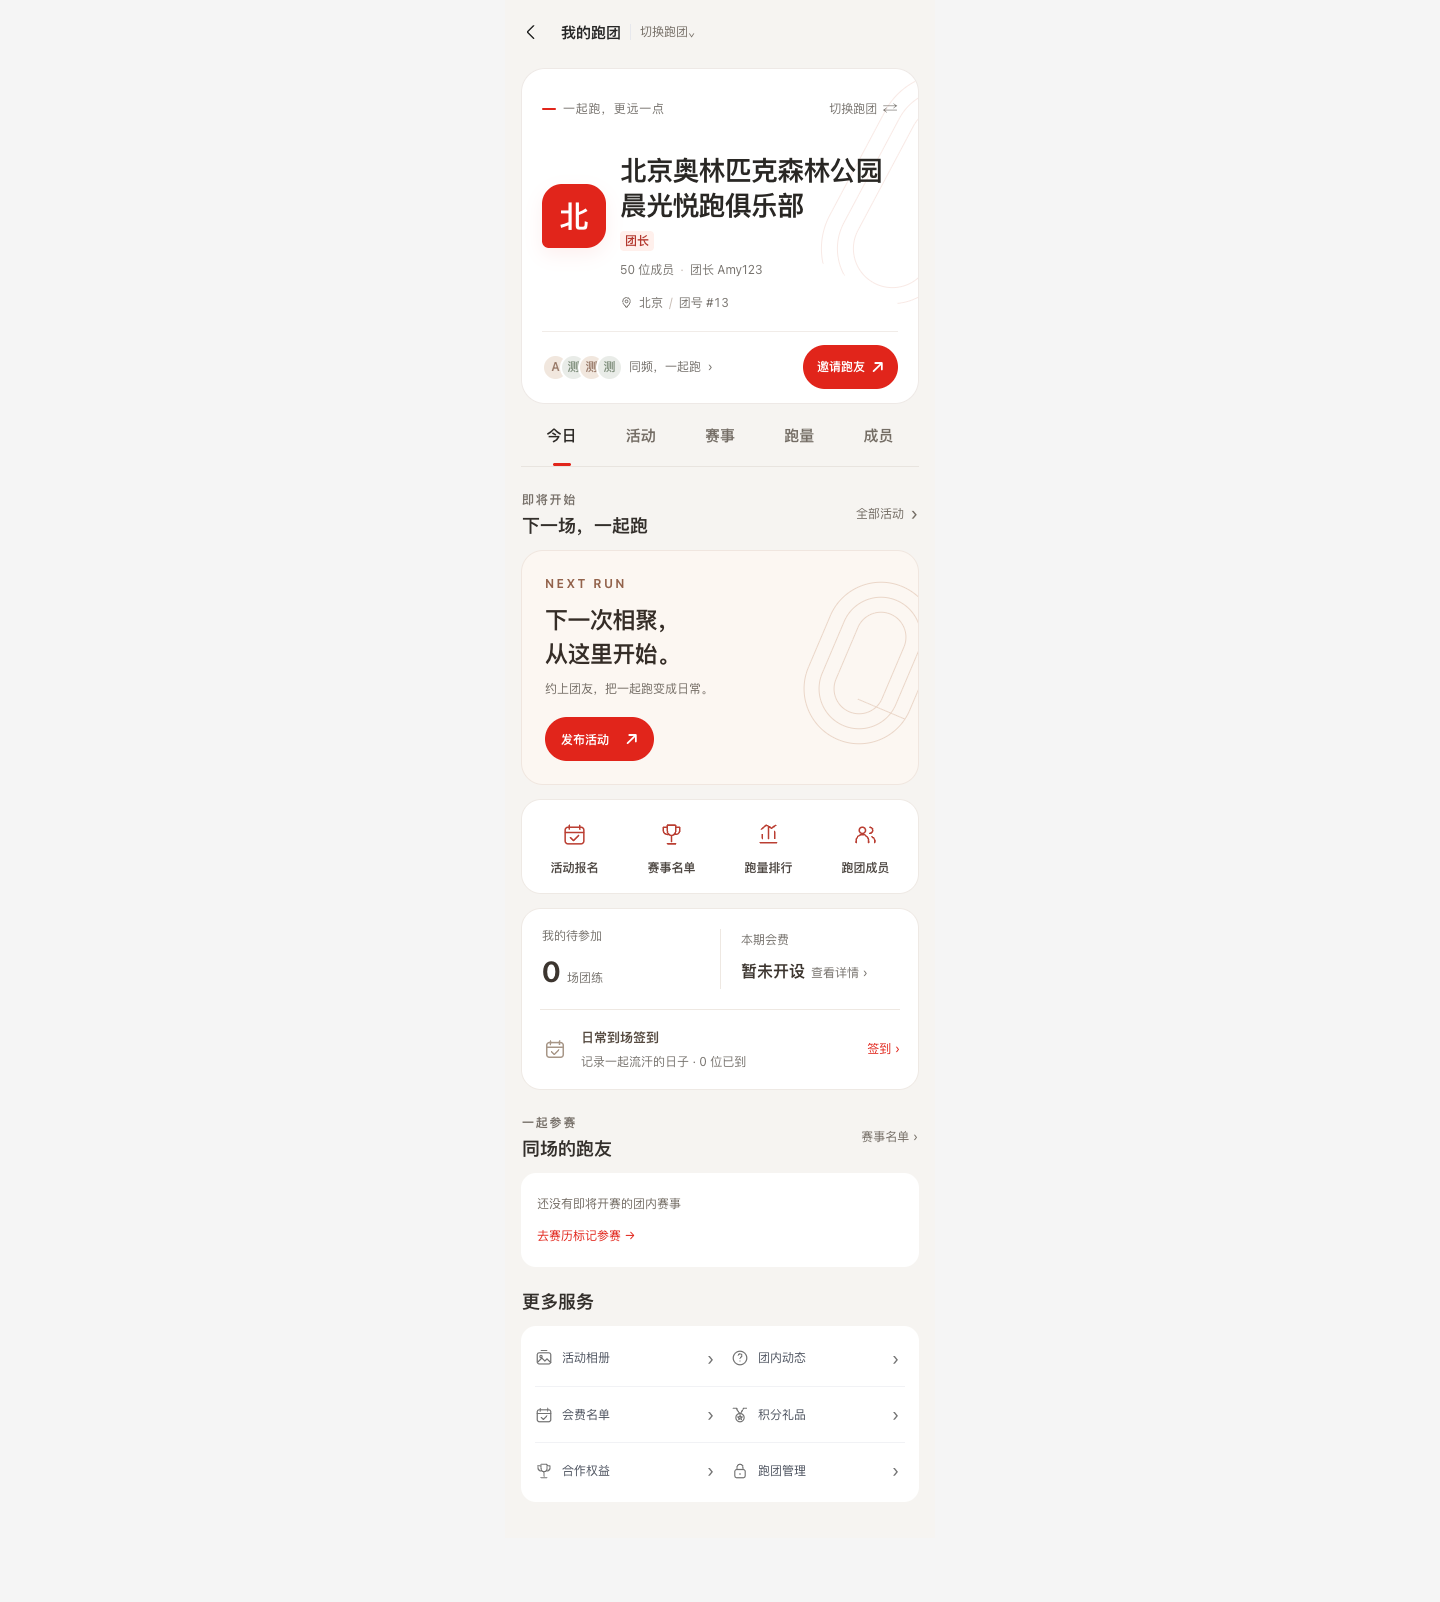 我的跑团 切换跑团
一起跑，更远一点
切换跑团
北
北京奥林匹克森林公园
晨光悦跑俱乐部
团长
50 位成员 · 团长 Amy123
北京 / 团号 #13
A 测 测 测 同频，一起跑 ›
邀请跑友
今日 活动 赛事 跑量 成员
即将开始
下一场，一起跑
全部活动 ›
NEXT RUN
下一次相聚，
从这里开始。
约上团友，把一起跑变成日常。
发布活动
活动报名 赛事名单 跑量排行 跑团成员
我的待参加
0 场团练
本期会费
暂未开设 查看详情 ›
日常到场签到
记录一起流汗的日子 · 0 位已到
签到 ›
一起参赛
同场的跑友
赛事名单 ›
还没有即将开赛的团内赛事
去赛历标记参赛 →
更多服务
活动相册 › 团内动态 ›
会费名单 › 积分礼品 ›
合作权益 › 跑团管理 ›